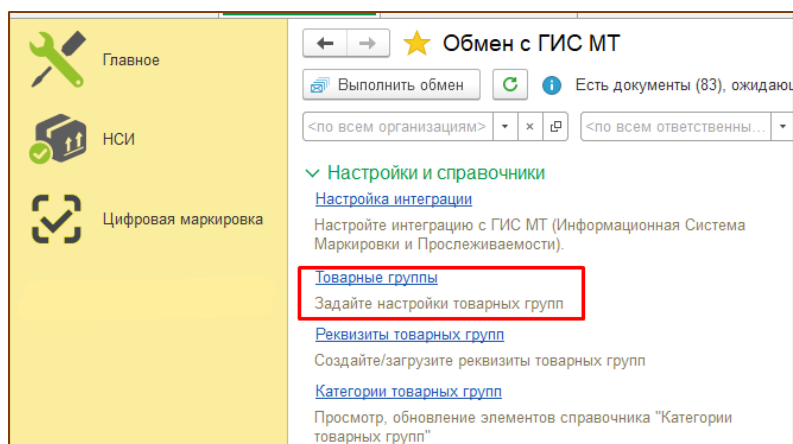 Главное
НСИ
Цифровая маркировка
Обмен с ГИС МТ
Выполнить обмен
Есть документы (83), ожидающ
<по всем организациям>
<по всем ответственны...
Настройки и справочники
Настройка интеграции
Настройте интеграцию с ГИС МТ (Информационная Система
Маркировки и Прослеживаемости).
Товарные группы
Задайте настройки товарных групп
Реквизиты товарных групп
Создайте/загрузите реквизиты товарных групп
Категории товарных групп
Просмотр, обновление элементов справочника "Категории
товарных групп"